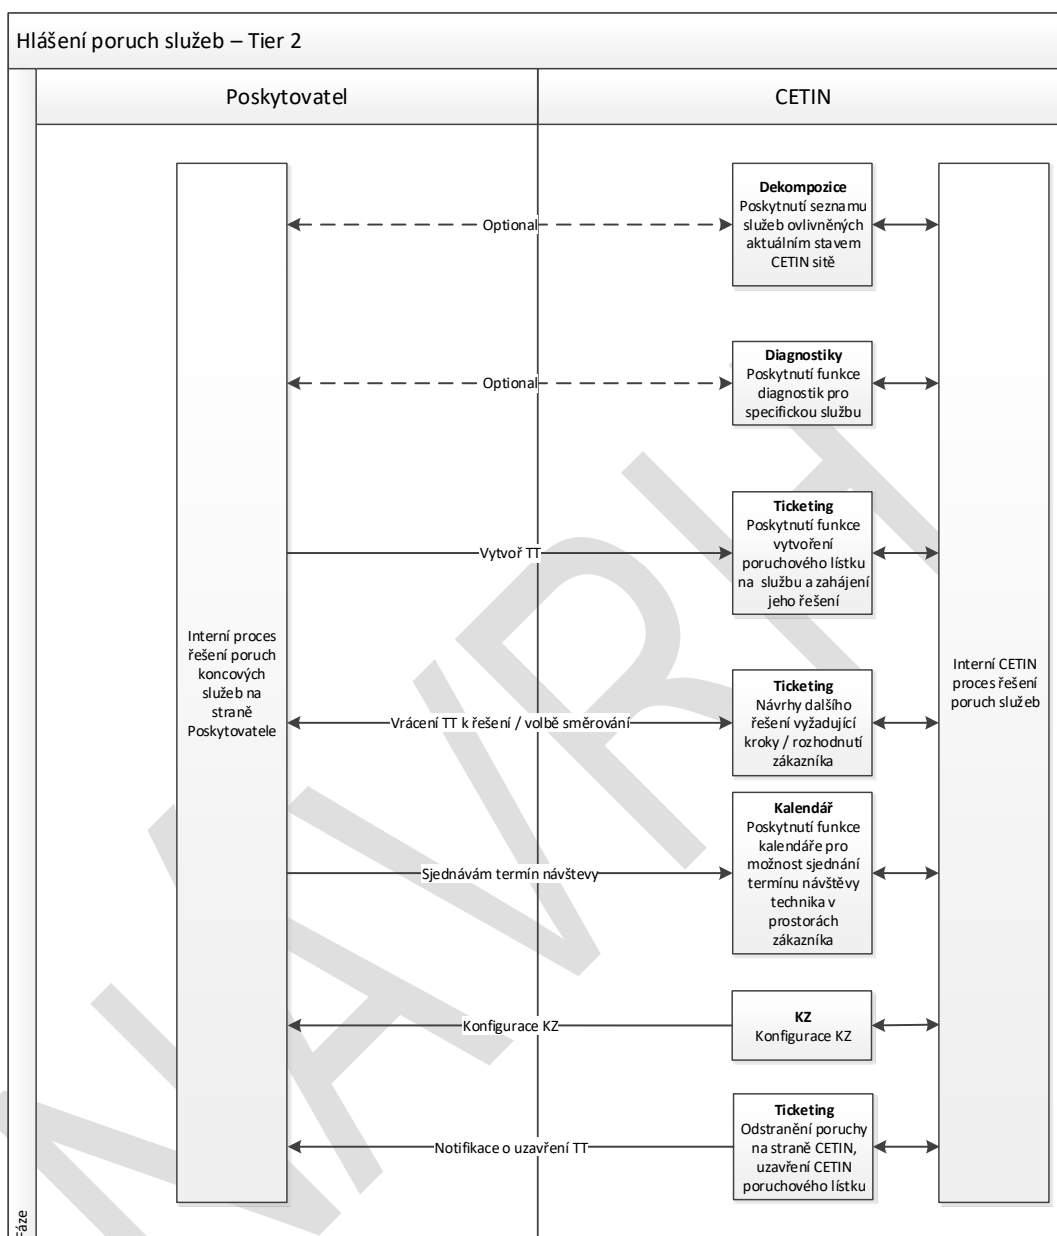 Hlášení poruch služeb – Tier 2
Poskytovatel
CETIN
Dekompozice
Poskytnutí seznamu
služeb ovlivněných
aktuálním stavem
CETIN sítě
Optional
Diagnostiky
Poskytnutí funkce
diagnostik pro
specifickou službu
Optional
Ticketing
Poskytnutí funkce
vytvoření
poruchového lístku
na službu a zahájení
jeho řešení
Vytvoř TT
Interní proces
řešení poruch
koncových
služeb na
straně
Poskytovatele
Interní CETIN
proces řešení
poruch služeb
Ticketing
Návrhy dalšího
řešení vyžadující
kroky / rozhodnutí
zákazníka
Vrácení TT k řešení / volbě směrování
Kalendář
Poskytnutí funkce
kalendáře pro
možnost sjednání
termínu návštěvy
technika v
prostorách
zákazníka
Sjednávám termín návštevy
KZ
Konfigurace KZ
Konfigurace KZ
Ticketing
Odstranění poruchy
na straně CETIN,
uzavření CETIN
poruchového lístku
Notifikace o uzavření TT
Fáze
NÁVRH